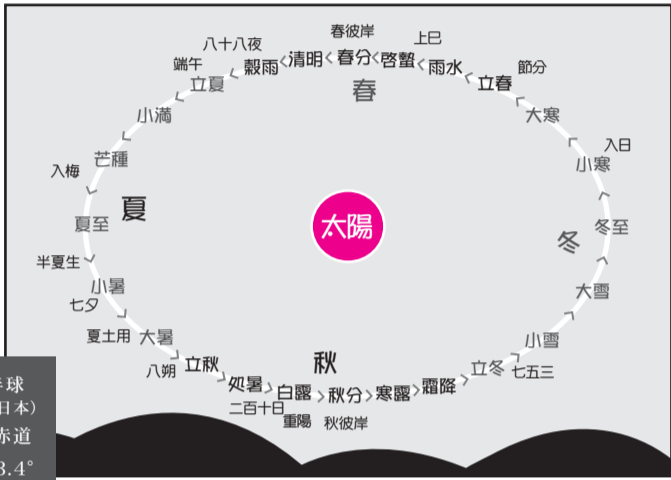 春彼岸
八十八夜
上巳
端午
穀雨
清明
春分
啓蟄
雨水
節分
立夏
春
立春
小満
大寒
入日
芒種
小寒
入梅
夏
太陽
夏至
冬
冬至
半夏生
小暑
大雪
七夕
夏土用
大暑
小雪
八朔
立秋
秋
立冬
七五三
処暑
白露
秋分
寒露
霜降
二百十日
重陽
秋彼岸
球
日本）
赤道
3.4°